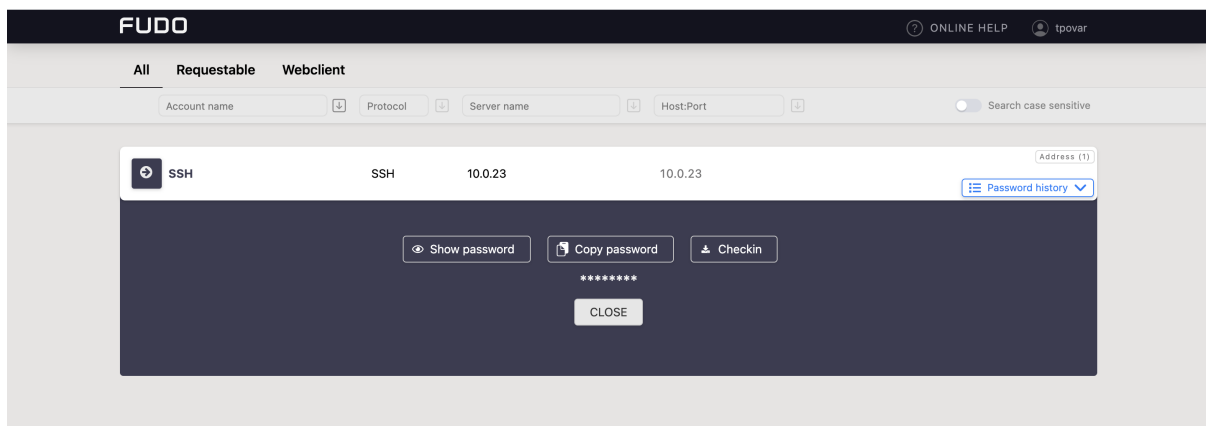 FUDO
? ONLINE HELP tpovar
All Requestable Webclient
Account name Protocol Server name Host:Port Search case sensitive
Address (1)
SSH SSH 10.0.23 10.0.23
Password history
Show password Copy password Checkin
********
CLOSE